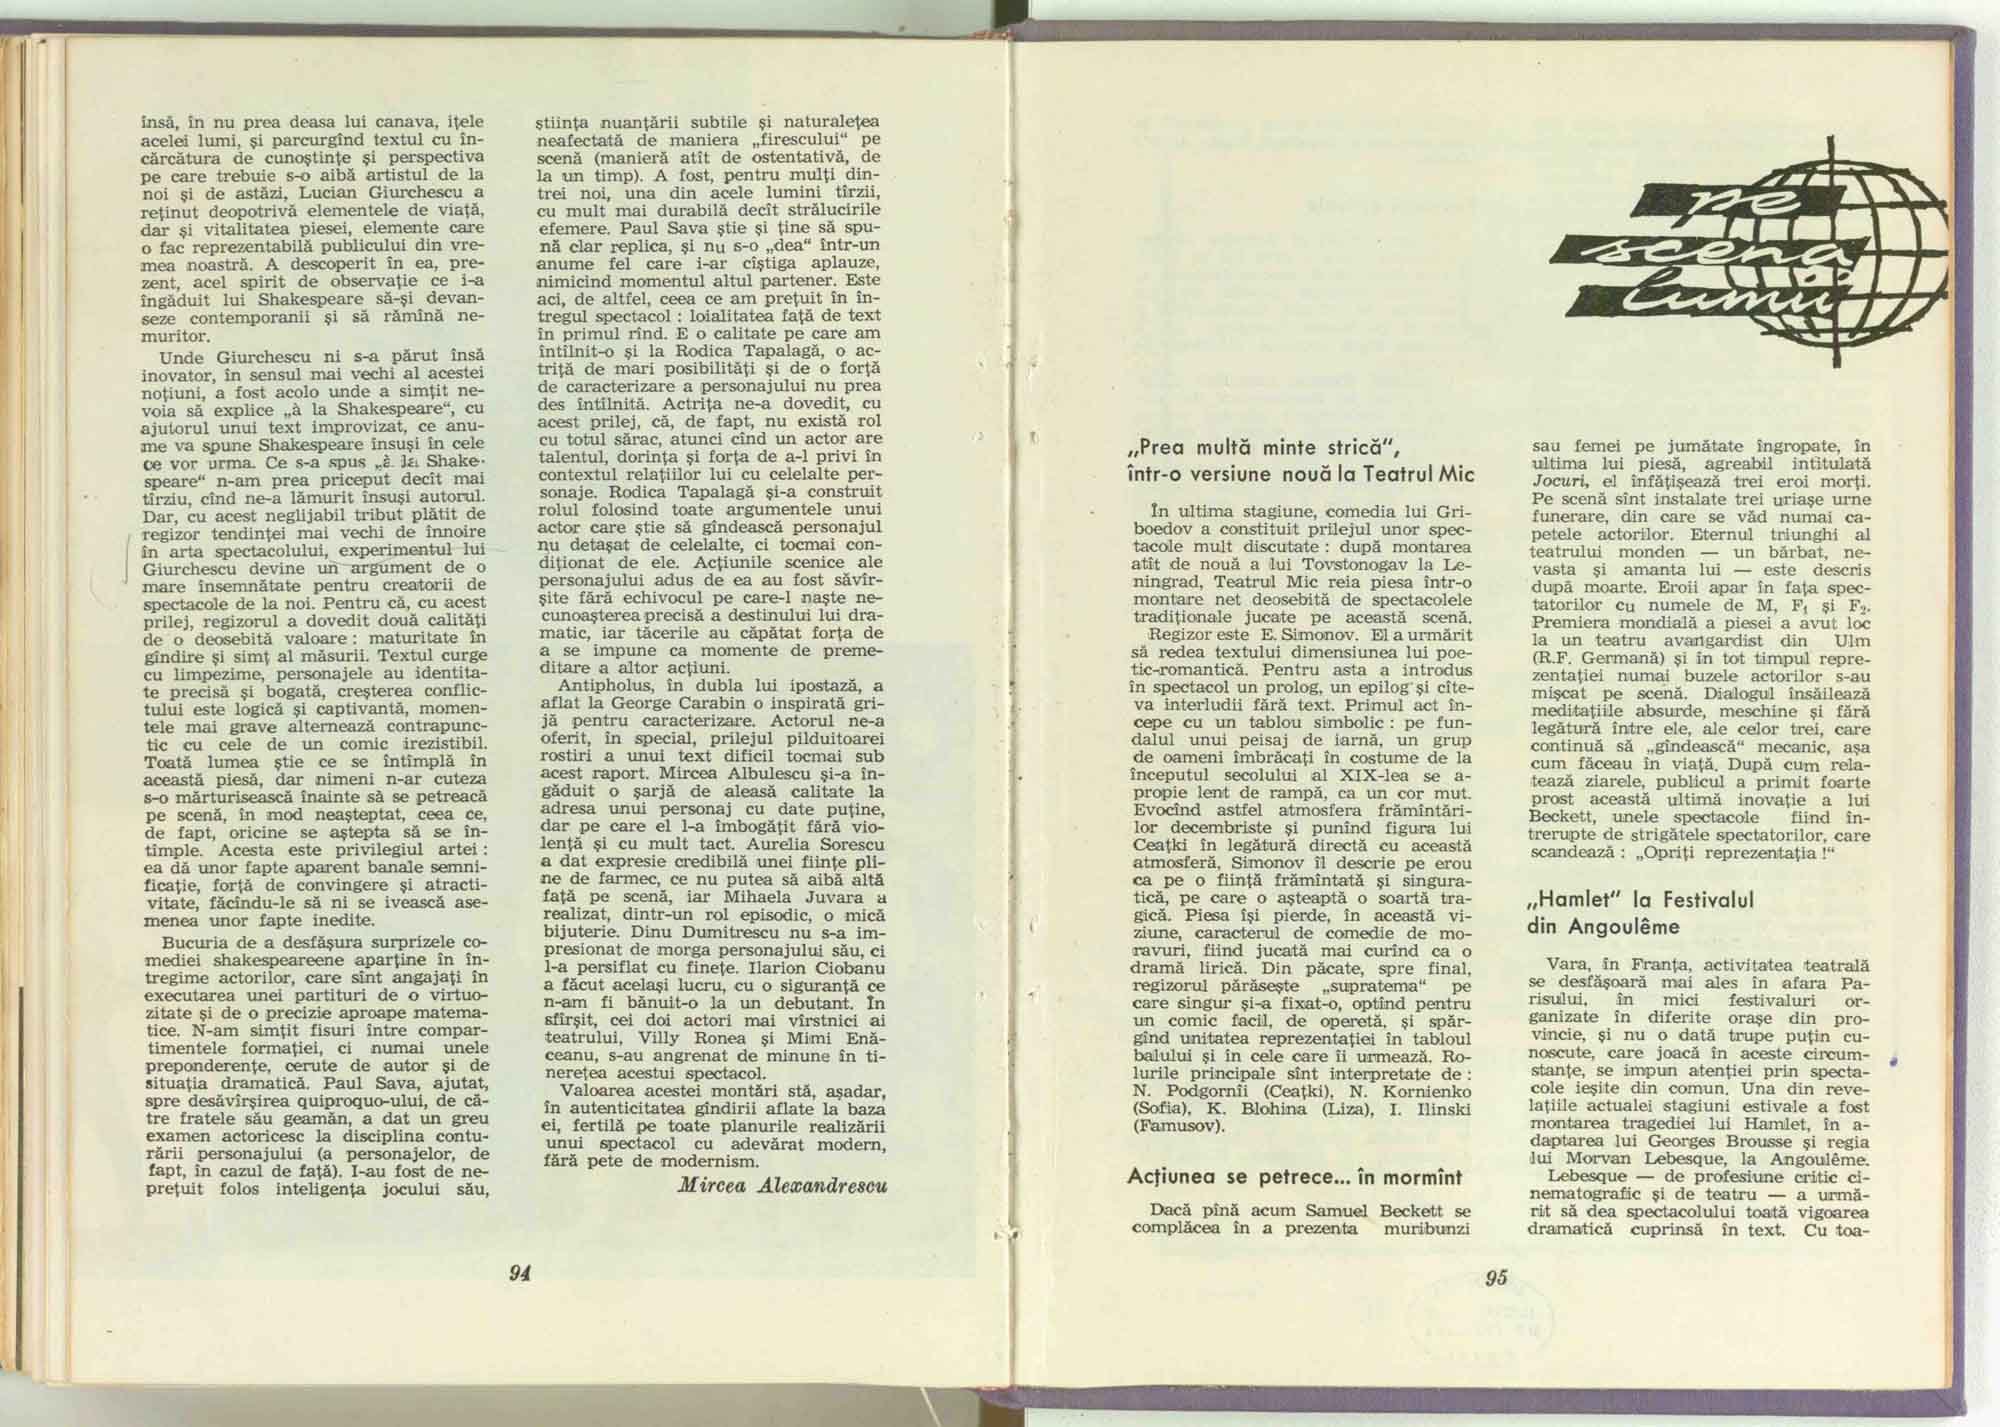 însă, în nu prea deasa lui canava, ițele
acelei lumi, și parcurgînd textul cu în-
cărcătura de cunoștințe și perspectiva
pe care trebuie s-o aibă artistul de la
noi și de astăzi, Lucian Giurchescu a
reținut deopotrivă elementele de viață,
dar și vitalitatea piesei, elemente care
o fac reprezentabilă publicului din vre-
mea noastră. A descoperit în ea, pre-
zent, acel spirit de observație ce i-a
îngăduit lui Shakespeare să-și devan-
seze contemporanii și să rămînă ne-
muritor.
Unde Giurchescu ni s-a părut însă
inovator, în sensul mai vechi al acestei
noțiuni, a fost acolo unde a simțit ne-
voia să explice „à la Shakespeare“, cu
ajutorul unui text improvizat, ce anu-
me va spune Shakespeare însuși în cele
ce vor urma. Ce s-a spus „à la Shake-
speare“ n-am prea priceput decît mai
tîrziu, cînd ne-a lămurit însuși autorul.
Dar, cu acest neglijabil tribut plătit de
regizor tendinței mai vechi de înnoire
în arta spectacolului, experimentul lui
Giurchescu devine un argument de o
mare însemnătate pentru creatorii de
spectacole de la noi. Pentru că, cu acest
prilej, regizorul a dovedit două calități
de o deosebită valoare : maturitate în
gîndire și simț al măsurii. Textul curge
cu limpezime, personajele au identita-
te precisă și bogată, creșterea conflic-
tului este logică și captivantă, momen-
tele mai grave alternează contrapunc-
tic cu cele de un comic irezistibil.
Toată lumea știe ce se întîmplă în
această piesă, dar nimeni n-ar cuteza
s-o mărturisească înainte să se petreacă
pe scenă, în mod neașteptat, ceea ce,
de fapt, oricine se aștepta să se în-
tîmple. Acesta este privilegiul artei :
ea dă unor fapte aparent banale semni-
ficație, forță de convingere și atracti-
vitate, făcîndu-le să ni se ivească ase-
menea unor fapte inedite.
Bucuria de a desfășura surprizele co-
mediei shakespeareene aparține în în-
tregime actorilor, care sînt angajați în
executarea unei partituri de o virtuo-
zitate și de o precizie aproape matema-
tice. N-am simțit fisuri între compar-
timentele formației, ci numai unele
preponderențe, cerute de autor și de
situația dramatică. Paul Sava, ajutat,
spre desăvîrșirea quiproquo-ului, de că-
tre fratele său geamăn, a dat un greu
examen actoricesc la disciplina contu-
rării personajului (a personajelor, de
fapt, în cazul de față). I-au fost de ne-
prețuit folos inteligența jocului său,
știința nuanțării subtile și naturalețea
neafectată de maniera „firescului“ pe
scenă (manieră atît de ostentativă, de
la un timp). A fost, pentru mulți din-
trei noi, una din acele lumini tîrzii,
cu mult mai durabilă decît strălucirile
efemere. Paul Sava știe și ține să spu-
nă clar replica, și nu s-o „dea“ într-un
anume fel care i-ar cîștiga aplauze,
nimicind momentul altui partener. Este
aci, de altfel, ceea ce am prețuit în în-
tregul spectacol : loialitatea față de text
în primul rînd. E o calitate pe care am
întîlnit-o și la Rodica Tapalagă, o ac-
triță de mari posibilități și de o forță
de caracterizare a personajului nu prea
des întîlnită. Actrița ne-a dovedit, cu
acest prilej, că, de fapt, nu există rol
cu totul sărac, atunci cînd un actor are
talentul, dorința și forța de a-l privi în
contextul relațiilor lui cu celelalte per-
sonaje. Rodica Tapalagă și-a construit
rolul folosind toate argumentele unui
actor care știe să gîndească personajul
nu detașat de celelalte, ci tocmai con-
diționat de ele. Acțiunile scenice ale
personajului adus de ea au fost săvîr-
șite fără echivocul pe care-l naște ne-
cunoașterea precisă a destinului lui dra-
matic, iar tăcerile au căpătat forța de
a se impune ca momente de preme-
ditare a altor acțiuni.
Antipholus, în dubla lui ipostază, a
aflat la George Carabin o inspirată gri-
jă pentru caracterizare. Actorul ne-a
oferit, în special, prilejul pilduitoarei
rostiri a unui text dificil tocmai sub
acest raport. Mircea Albulescu și-a în-
găduit o șarjă de aleasă calitate la
adresa unui personaj cu date puține,
dar pe care el l-a îmbogățit fără vio-
lență și cu mult tact. Aurelia Sorescu
a dat expresie credibilă unei ființe pli-
ne de farmec, ce nu putea să aibă altă
față pe scenă, iar Mihaela Juvara a
realizat, dintr-un rol episodic, o mică
bijuterie. Dinu Dumitrescu nu s-a im-
presionat de morga personajului său, ci
l-a persiflat cu finețe. Ilarion Ciobanu
a făcut același lucru, cu o siguranță ce
n-am fi bănuit-o la un debutant. În
sfîrșit, cei doi actori mai vîrstnici ai
teatrului, Villy Ronea și Mimi Enă-
ceanu, s-au angrenat de minune în ti-
nerețea acestui spectacol.
Valoarea acestei montări stă, așadar,
în autenticitatea gîndirii aflate la baza
ei, fertilă pe toate planurile realizării
unui spectacol cu adevărat modern,
fără pete de modernism.
Mircea Alexandrescu
94
pe
scena
lumii
„Prea multă minte strică“,
într-o versiune nouă la Teatrul Mic
În ultima stagiune, comedia lui Gri-
boedov a constituit prilejul unor spec-
tacole mult discutate : după montarea
atît de nouă a lui Tovstonogav la Le-
ningrad, Teatrul Mic reia piesa într-o
montare net deosebită de spectacolele
tradiționale jucate pe această scenă.
Regizor este E. Simonov. El a urmărit
să redea textului dimensiunea lui poe-
tic-romantică. Pentru asta a introdus
în spectacol un prolog, un epilog și cîte-
va interludii fără text. Primul act în-
cepe cu un tablou simbolic : pe fun-
dalul unui peisaj de iarnă, un grup
de oameni îmbrăcați în costume de la
începutul secolului al XIX-lea se a-
propie lent de rampă, ca un cor mut.
Evocînd astfel atmosfera frămîntări-
lor decembriste și punînd figura lui
Ceațki în legătură directă cu această
atmosferă, Simonov îl descrie pe erou
ca pe o ființă frămîntată și singura-
tică, pe care o așteaptă o soartă tra-
gică. Piesa își pierde, în această vi-
ziune, caracterul de comedie de mo-
ravuri, fiind jucată mai curînd ca o
dramă lirică. Din păcate, spre final,
regizorul părăsește „supratema“ pe
care singur și-a fixat-o, optînd pentru
un comic facil, de operetă, și spăr-
gînd unitatea reprezentației în tabloul
balului și în cele care îi urmează. Ro-
lurile principale sînt interpretate de :
N. Podgornîi (Ceațki), N. Kornienko
(Sofia), K. Blohina (Liza), I. Ilinski
(Famusov).
Acțiunea se petrece... în mormînt
Dacă pînă acum Samuel Beckett se
complăcea în a prezenta muribunzi
sau femei pe jumătate îngropate, în
ultima lui piesă, agreabil intitulată
Jocuri, el înfățișează trei eroi morți.
Pe scenă sînt instalate trei uriașe urne
funerare, din care se văd numai ca-
petele actorilor. Eternul triunghi al
teatrului monden — un bărbat, ne-
vasta și amanta lui — este descris
după moarte. Eroii apar în fața spec-
tatorilor cu numele de M, F₁ și F₂.
Premiera mondială a piesei a avut loc
la un teatru avangardist din Ulm
(R.F. Germană) și în tot timpul repre-
zentației numai buzele actorilor s-au
mișcat pe scenă. Dialogul însăilează
meditațiile absurde, meschine și fără
legătură între ele, ale celor trei, care
continuă să „gîndească“ mecanic, așa
cum făceau în viață. După cum rela-
tează ziarele, publicul a primit foarte
prost această ultimă inovație a lui
Beckett, unele spectacole fiind în-
trerupte de strigătele spectatorilor, care
scandează : „Opriți reprezentația !“
„Hamlet“ la Festivalul
din Angoulême
Vara, în Franța, activitatea teatrală
se desfășoară mai ales în afara Pa-
risului, în mici festivaluri or-
ganizate în diferite orașe din pro-
vincie, și nu o dată trupe puțin cu-
noscute, care joacă în aceste circum-
stanțe, se impun atenției prin specta-
cole ieșite din comun. Una din reve-
lațiile actualei stagiuni estivale a fost
montarea tragediei lui Hamlet, în a-
daptarea lui Georges Brousse și regia
lui Morvan Lebesque, la Angoulême.
Lebesque — de profesiune critic ci-
nematografic și de teatru — a urmă-
rit să dea spectacolului toată vigoarea
dramatică cuprinsă în text. Cu toa-
95